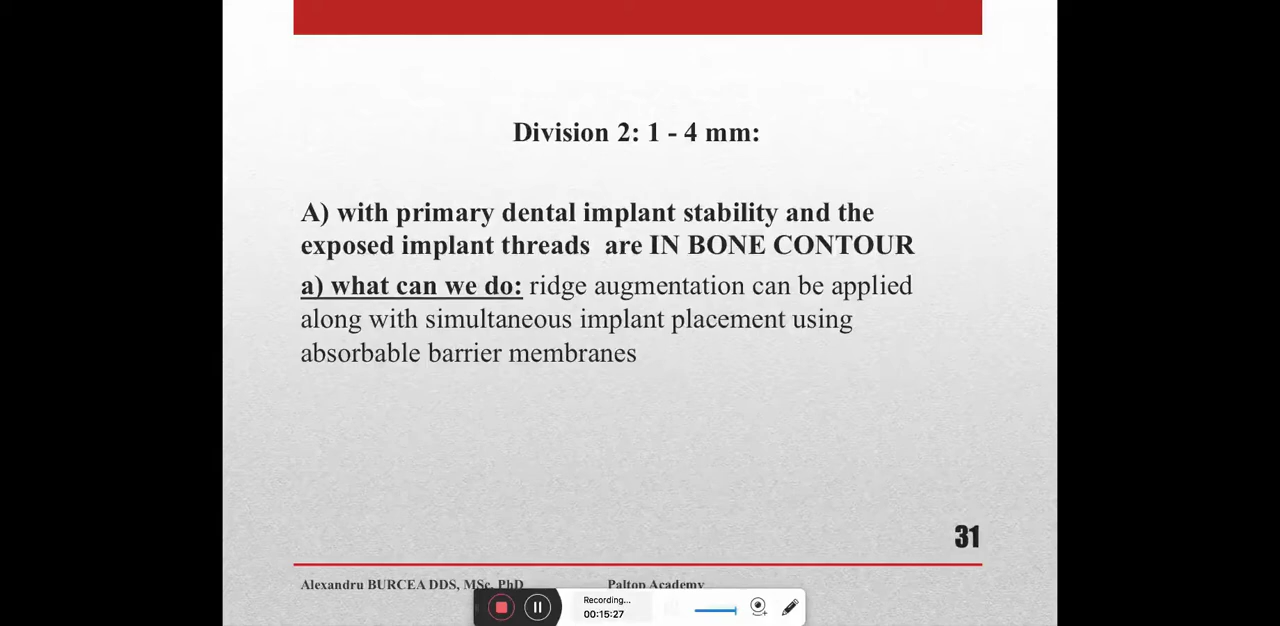 Division 2: 1 - 4 mm:
A) with primary dental implant stability and the
exposed implant threads are IN BONE CONTOUR
a) what can we do: ridge augmentation can be applied
along with simultaneous implant placement using
absorbable barrier membranes
31
Alexandru BURCEA DDS, MSc, PhD
Paltop Academy
Recording...
00:15:27